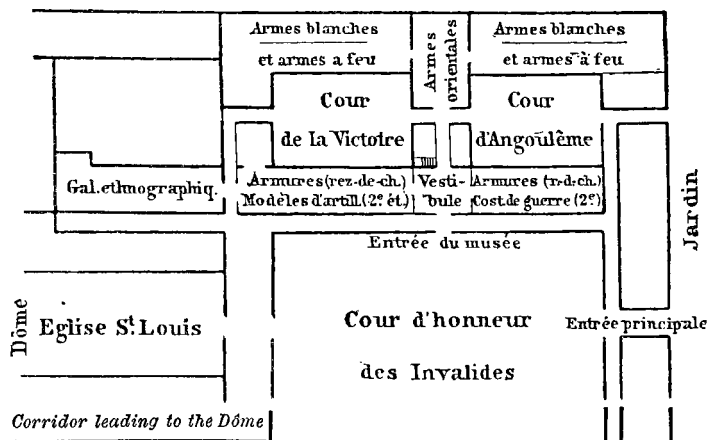 Armes blanches
et armes a feu
Armes
orientales
Armes blanches
et armes à feu
Cour
de la Victoire
Cour
d'Angoulême
Gal. ethmographiq.
Armures (rez-de-ch.)
Modèles d'artill. (2ᵉ ét.)
Vesti-
bule
Armures (r.-d.-ch.)
Cost. de guerre (2ᵉ)
Jardin
Entrée du musée
Dôme
Eglise Sᵗ. Louis
Cour d'honneur
des Invalides
Entrée principale
Corridor leading to the Dôme